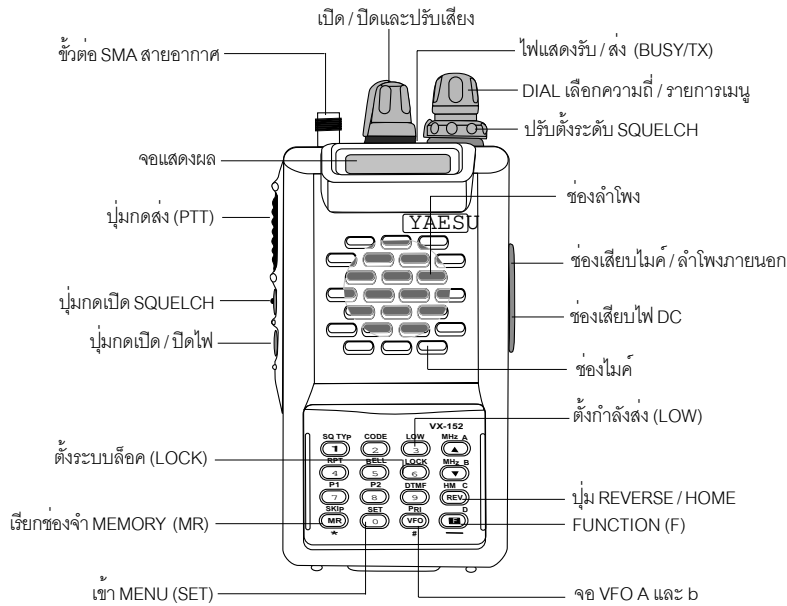 เปิด / ปิดและปรับเสียง
ขั้วต่อ SMA สายอากาศ
ไฟแสดงรับ / ส่ง (BUSY/TX)
DIAL เลือกความถี่ / รายการเมนู
ปรับตั้งระดับ SQUELCH
จอแสดงผล
ช่องลำโพง
ปุ่มกดส่ง (PTT)
YAESU
ช่องเสียบไมค์ / ลำโพงภายนอก
ปุ่มกดเปิด SQUELCH
ช่องเสียบไฟ DC
ปุ่มกดเปิด / ปิดไฟ
ช่องไมค์
ตั้งกำลังส่ง (LOW)
VX-152
SQ TYP CODE LOW MHz A
1 2 3 ▲
ตั้งระบบล็อค (LOCK)
RPT BELL LOCK MHz B
4 5 6 ▼
P1 P2 DTMF HM C
7 8 9 REV
ปุ่ม REVERSE / HOME
SKIP SET PRI D
MR 0 VFO F
เรียกช่องจำ MEMORY (MR)
FUNCTION (F)
* #
เข้า MENU (SET)
จอ VFO A และ b